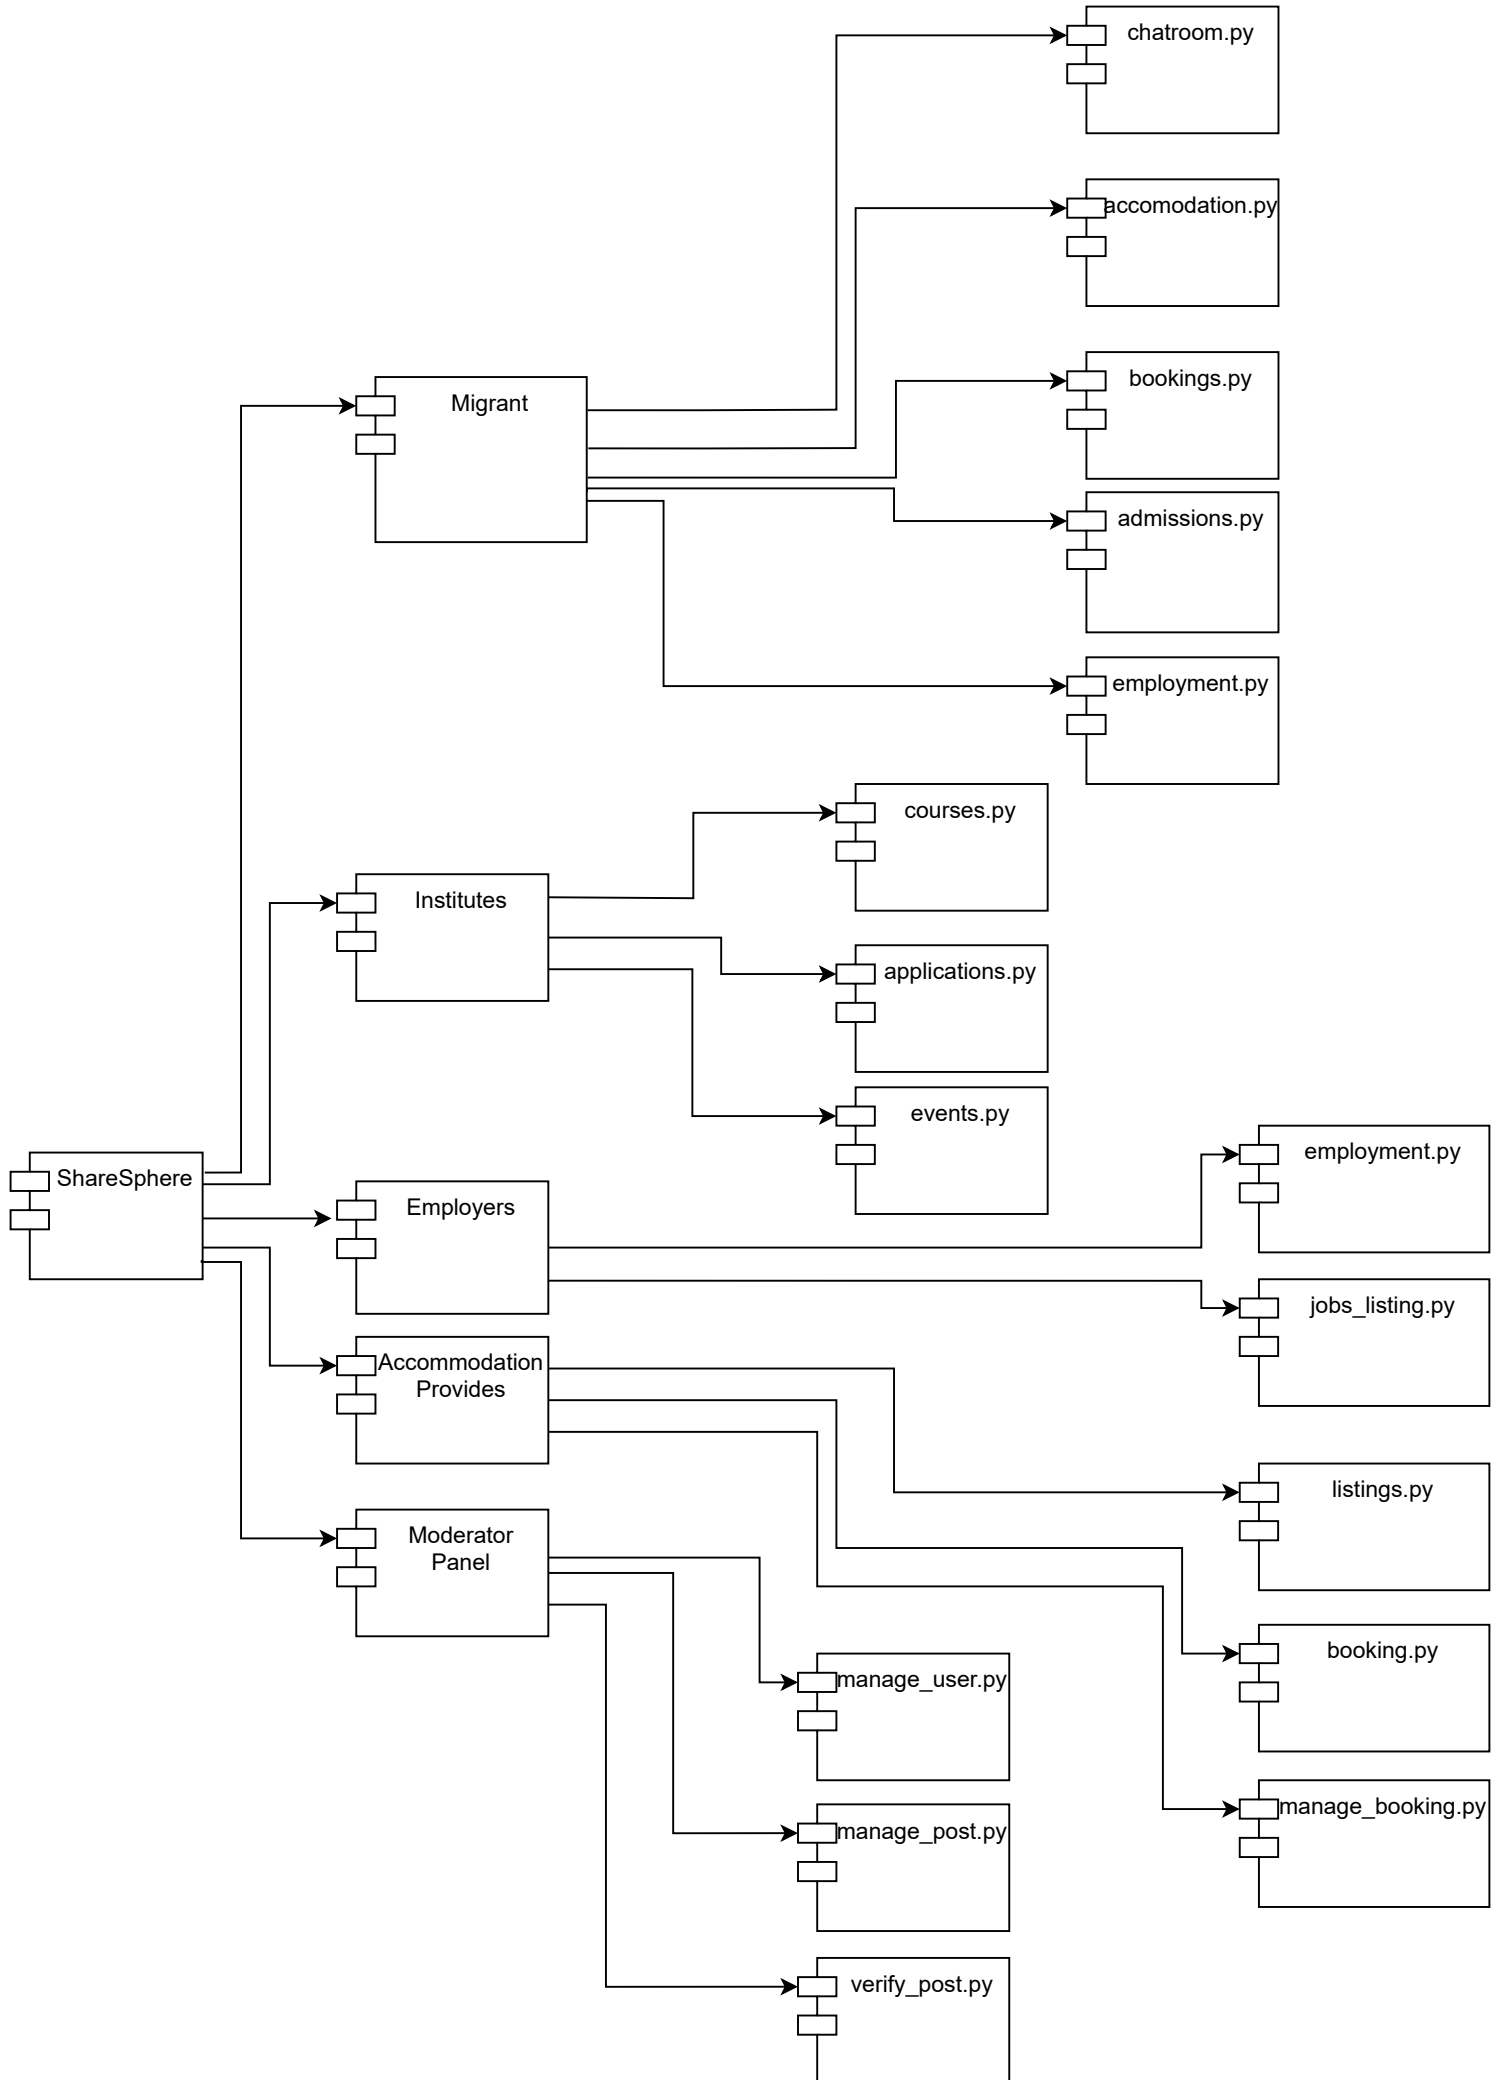 chatroom.py
accomodation.py
bookings.py
Migrant
admissions.py
employment.py
courses.py
Institutes
applications.py
events.py
employment.py
ShareSphere
Employers
jobs_listing.py
Accommodation
Provides
listings.py
Moderator
Panel
booking.py
manage_user.py
manage_booking.py
manage_post.py
verify_post.py